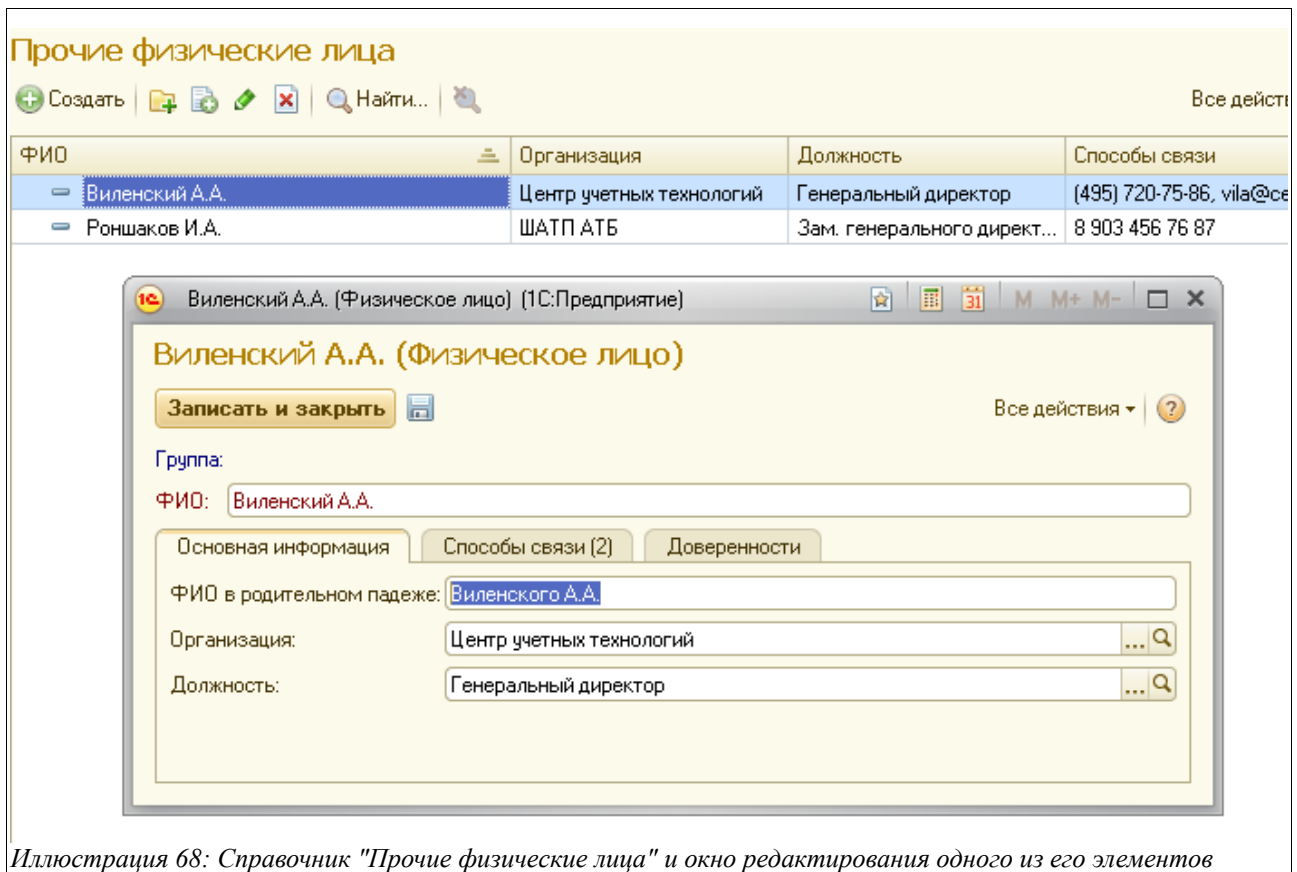 Прочие физические лица
Создать Найти... Все действ
ФИО Организация Должность Способы связи
Виленский А.А. Центр учетных технологий Генеральный директор (495) 720-75-86, vila@ce
Роншаков И.А. ШАТП АТБ Зам. генерального директ... 8 903 456 76 87
1С Виленский А.А. (Физическое лицо) (1С:Предприятие) 31 M M+ M-
Виленский А.А. (Физическое лицо)
Записать и закрыть Все действия ?
Группа:
ФИО: Виленский А.А.
Основная информация Способы связи (2) Доверенности
ФИО в родительном падеже: Виленского А.А.
Организация: Центр учетных технологий ...
Должность: Генеральный директор ...
Иллюстрация 68: Справочник "Прочие физические лица" и окно редактирования одного из его элементов